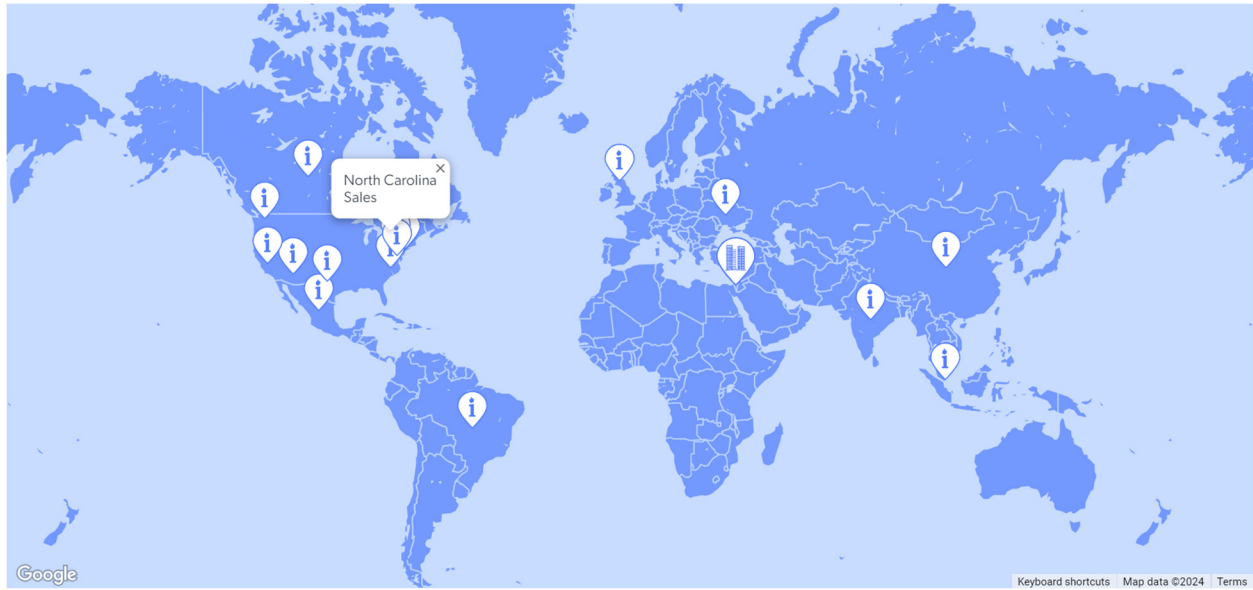 North Carolina
Sales
Google
Keyboard shortcuts
Map data ©2024
Terms